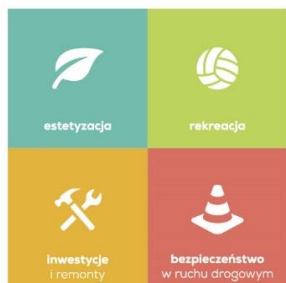 estetyzacja
rekreacja
inwestycje
i remonty
bezpieczeństwo
w ruchu drogowym